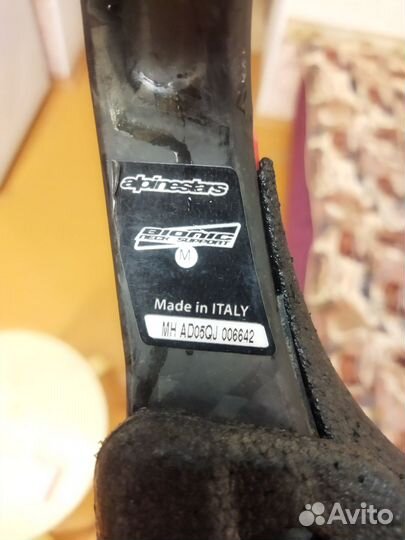 alpinestars
BIONIC
NECK SUPPORT
M
Made in ITALY
MH AD05QJ 006642
Avito